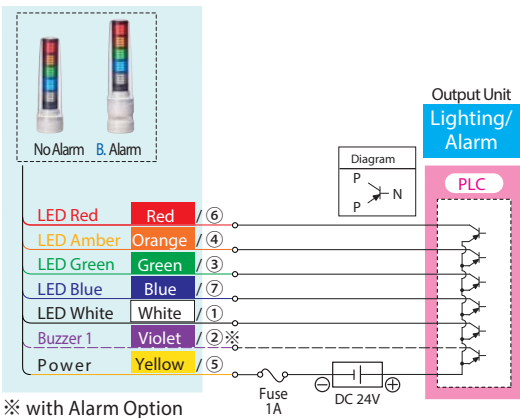 Output Unit
Lighting/
Alarm
No Alarm B. Alarm
Diagram
P
N
P
PLC
LED Red Red / ⑥
LED Amber Orange / ④
LED Green Green / ③
LED Blue Blue / ⑦
LED White White / ①
Buzzer 1 Violet / ②※
Power Yellow / ⑤
Fuse
1A
⊖ DC 24V ⊕
※ with Alarm Option